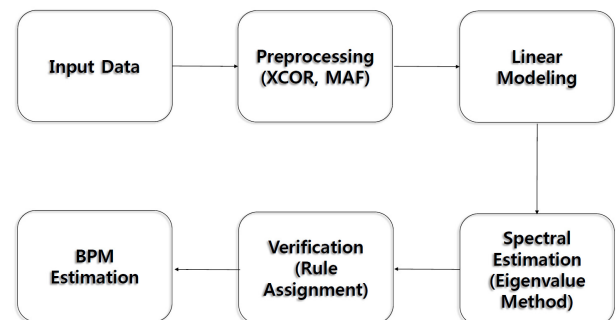 Input Data
Preprocessing
(XCOR, MAF)
Linear
Modeling
Spectral
Estimation
(Eigenvalue
Method)
Verification
(Rule
Assignment)
BPM
Estimation